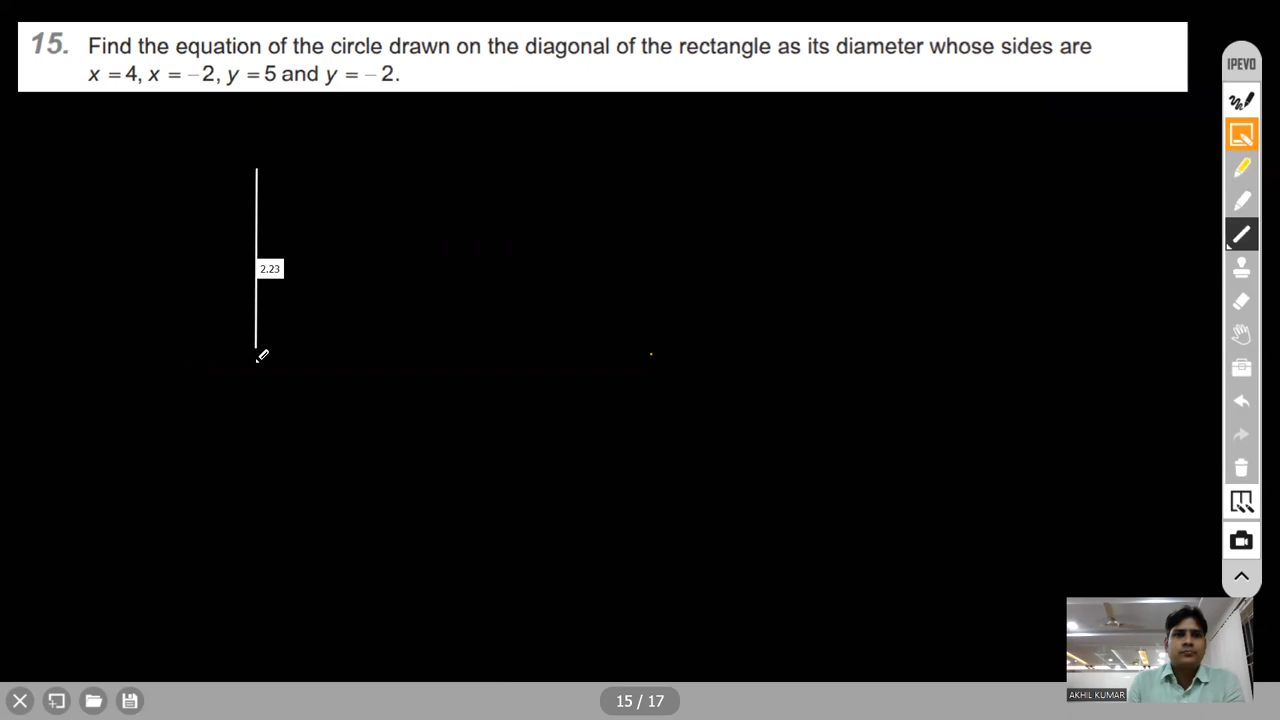 15. Find the equation of the circle drawn on the diagonal of the rectangle as its diameter whose sides are
x = 4, x = −2, y = 5 and y = −2.
IPEVO
2.23
AKHIL KUMAR
15 / 17